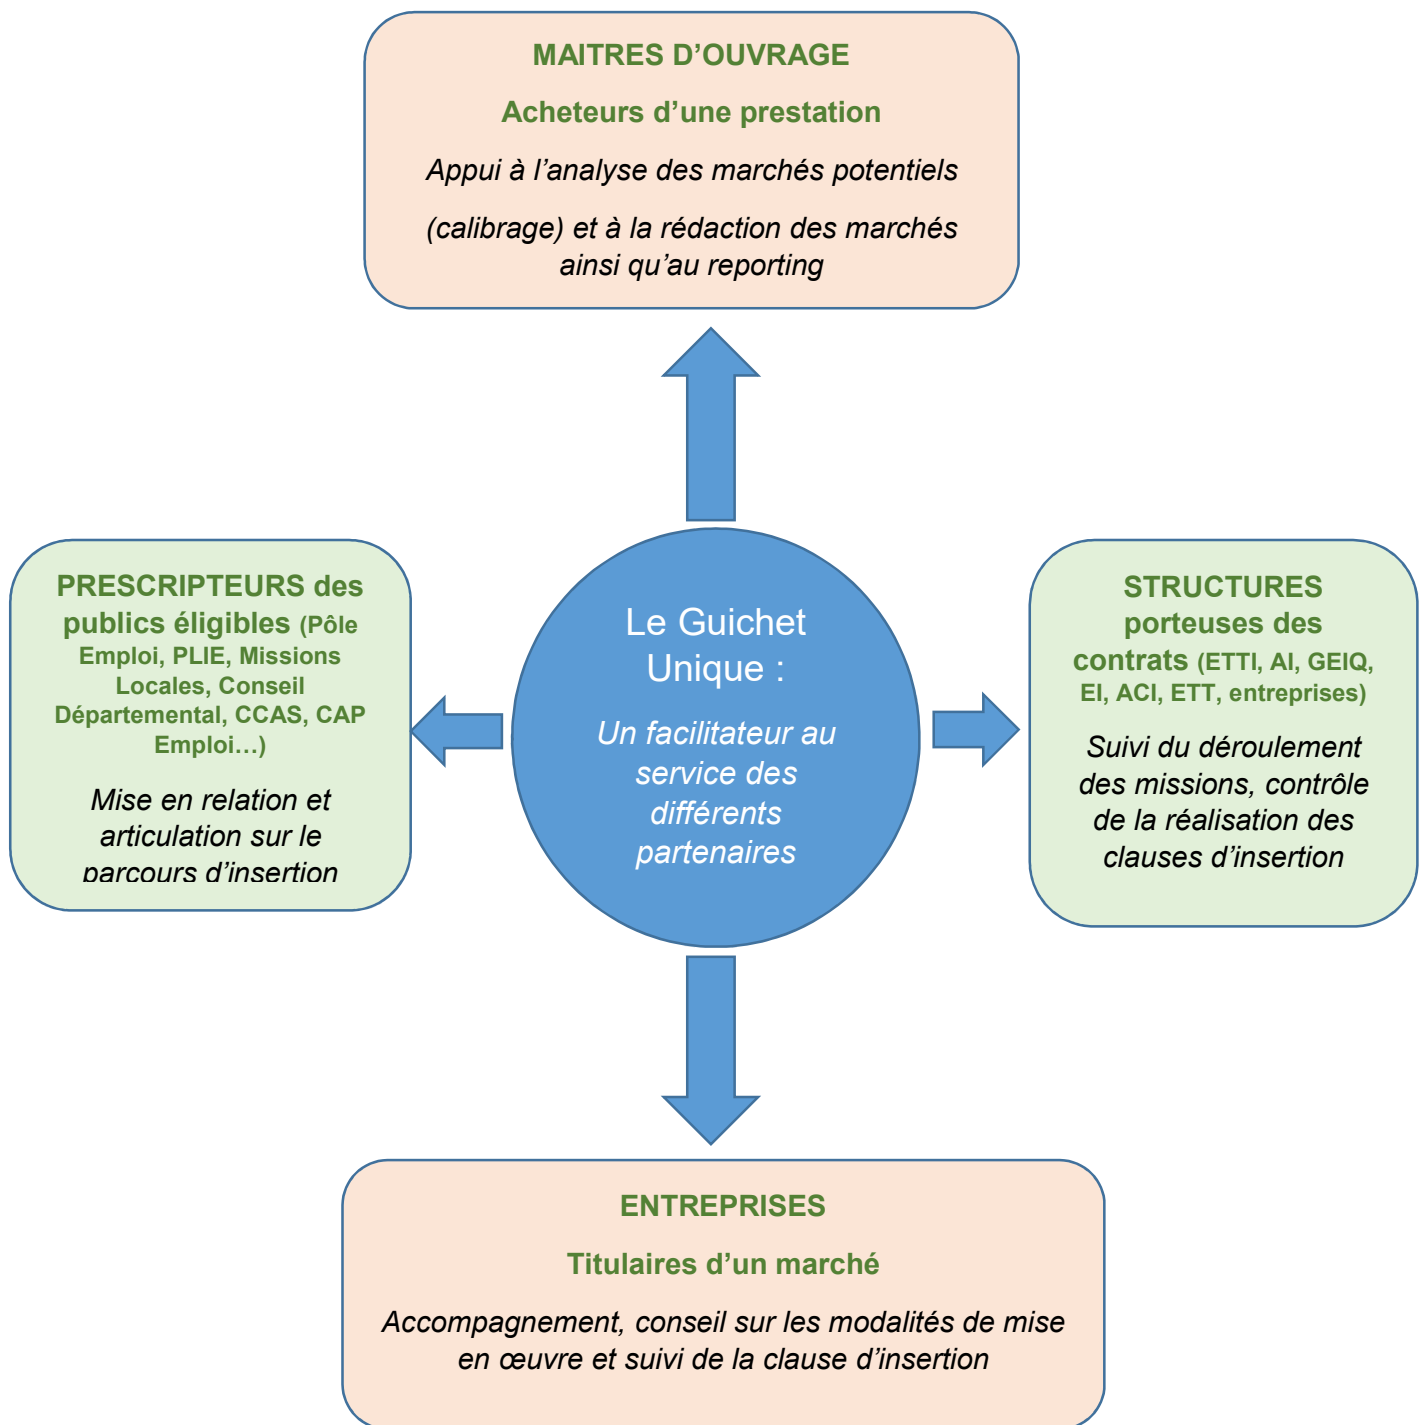 MAITRES D’OUVRAGE
Acheteurs d’une prestation
Appui à l’analyse des marchés potentiels
(calibrage) et à la rédaction des marchés
ainsi qu’au reporting
PRESCRIPTEURS des
publics éligibles (Pôle
Emploi, PLIE, Missions
Locales, Conseil
Départemental, CCAS, CAP
Emploi…)
Mise en relation et
articulation sur le
parcours d’insertion
Le Guichet
Unique :
Un facilitateur au
service des
différents
partenaires
STRUCTURES
porteuses des
contrats (ETTI, AI, GEIQ,
EI, ACI, ETT, entreprises)
Suivi du déroulement
des missions, contrôle
de la réalisation des
clauses d’insertion
ENTREPRISES
Titulaires d’un marché
Accompagnement, conseil sur les modalités de mise
en œuvre et suivi de la clause d’insertion